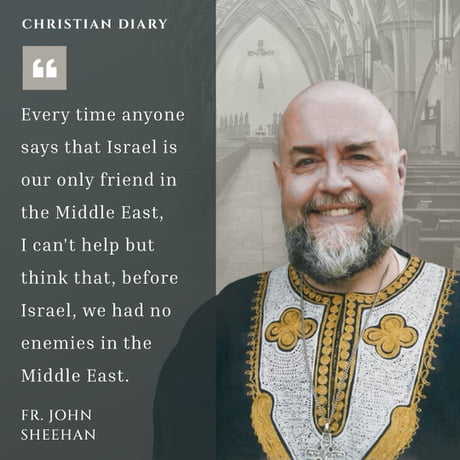 CHRISTIAN DIARY
“
Every time anyone
says that Israel is
our only friend in
the Middle East,
I can't help but
think that, before
Israel, we had no
enemies in the
Middle East.
FR. JOHN
SHEEHAN